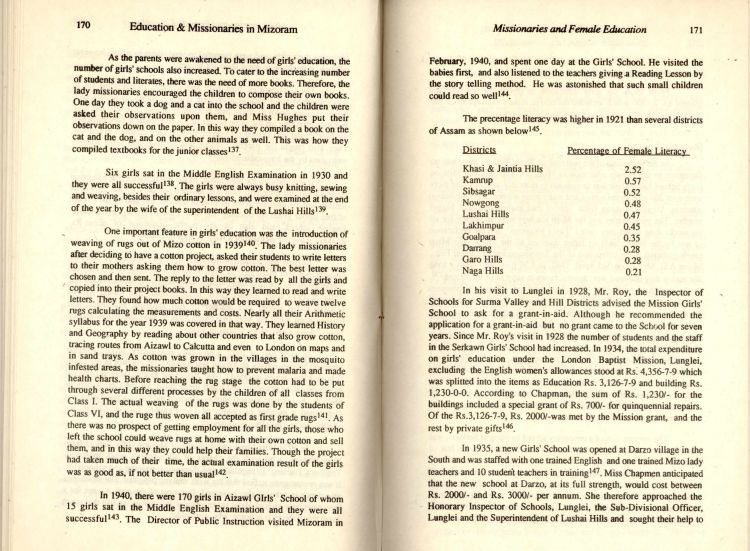 170 Education & Missionaries in Mizoram
As the parents were awakened to the need of girls' education, the
number of girls' schools also increased. To cater to the increasing number
of students and literates, there was the need of more books. Therefore, the
lady missionaries encouraged the children to compose their own books.
One day they took a dog and a cat into the school and the children were
asked their observations upon them, and Miss Hughes put their
observations down on the paper. In this way they compiled a book on the
cat and the dog, and on the other animals as well. This was how they
compiled textbooks for the junior classes137.
Six girls sat in the Middle English Examination in 1930 and
they were all successful138. The girls were always busy knitting, sewing
and weaving, besides their ordinary lessons, and were examined at the end
of the year by the wife of the superintendent of the Lushai Hills139.
One important feature in girls' education was the introduction of
weaving of rugs out of Mizo cotton in 1939140. The lady missionaries
after deciding to have a cotton project, asked their students to write letters
to their mothers asking them how to grow cotton. The best letter was
chosen and then sent. The reply to the letter was read by all the girls and
copied into their project books. In this way they learned to read and write
letters. They found how much cotton would be required to weave twelve
rugs calculating the measurements and costs. Nearly all their Arithmetic
syllabus for the year 1939 was covered in that way. They learned History
and Geography by reading about other countries that also grow cotton,
tracing routes from Aizawl to Calcutta and even to London on maps and
in sand trays. As cotton was grown in the villages in the mosquito
infested areas, the missionaries taught how to prevent malaria and made
health charts. Before reaching the rug stage the cotton had to be put
through several different processes by the children of all classes from
Class I. The actual weaving of the rugs was done by the students of
Class VI, and the ruge thus woven all accepted as first grade rugs141. As
there was no prospect of getting employment for all the girls, those who
left the school could weave rugs at home with their own cotton and sell
them, and in this way they could help their families. Though the project
had taken much of their time, the actual examination result of the girls
was as good as, if not better than usual142.
In 1940, there were 170 girls in Aizawl GIrls' School of whom
15 girls sat in the Middle English Examination and they were all
successful143. The Director of Public Instruction visited Mizoram in
Missionaries and Female Education 171
February, 1940, and spent one day at the Girls' School. He visited the
babies first, and also listened to the teachers giving a Reading Lesson by
the story telling method. He was astonished that such small children
could read so well144.
The precentage literacy was higher in 1921 than several districts
of Assam as shown below145.
Districts Percentage of Female Literacy
Khasi & Jaintia Hills 2.52
Kamrup 0.57
Sibsagar 0.52
Nowgong 0.48
Lushai Hills 0.47
Lakhimpur 0.45
Goalpara 0.35
Darrang 0.28
Garo Hills 0.28
Naga Hills 0.21
In his visit to Lunglei in 1928, Mr. Roy, the Inspector of
Schools for Surma Valley and Hill Districts advised the Mission Girls'
School to ask for a grant-in-aid. Although he recommended the
application for a grant-in-aid but no grant came to the School for seven
years. Since Mr. Roy's visit in 1928 the number of students and the staff
in the Serkawn Girls' School had increased. In 1934, the total expenditure
on girls' education under the London Baptist Mission, Lunglei,
excluding the English women's allowances stood at Rs. 4,356-7-9 which
was splitted into the items as Education Rs. 3,126-7-9 and building Rs.
1,230-0-0. According to Chapman, the sum of Rs. 1,230/- for the
buildings included a special grant of Rs. 700/- for quinquennial repairs.
Of the Rs.3,126-7-9, Rs. 2000/-was met by the Mission grant, and the
rest by private gifts146.
In 1935, a new Girls' School was opened at Darzo village in the
South and was staffed with one trained English and one trained Mizo lady
teachers and 10 student teachers in training147. Miss Chapmen anticipated
that the new school at Darzo, at its full strength, would cost between
Rs. 2000/- and Rs. 3000/- per annum. She therefore approached the
Honorary Inspector of Schools, Lunglei, the Sub-Divisional Officer,
Lunglei and the Superintendent of Lushai Hills and sought their help to